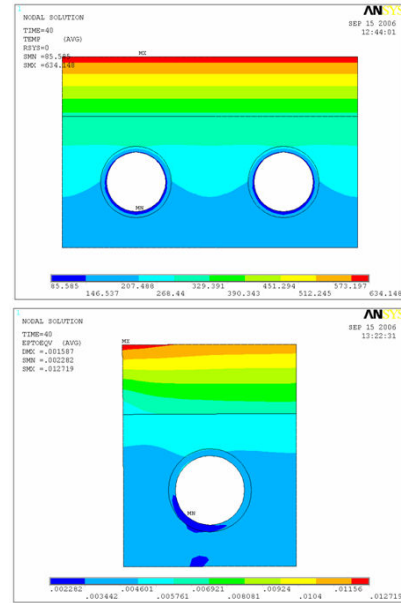 1
ANSYS
NODAL SOLUTION
SEP 15 2006
12:44:01
TIME=40
TEMP (AVG)
RSYS=0
SMN =85.585
SMX =634.148
MX
MN
85.585 207.488 329.391 451.294 573.197
146.537 268.44 390.343 512.245 634.148
1
ANSYS
NODAL SOLUTION
SEP 15 2006
13:22:31
TIME=40
EPTOEQV (AVG)
DMX =.001587
SMN =.002282
SMX =.012719
MX
MN
.002262 .004601 .006921 .00924 .01156
.003442 .005761 .008081 .0104 .012719